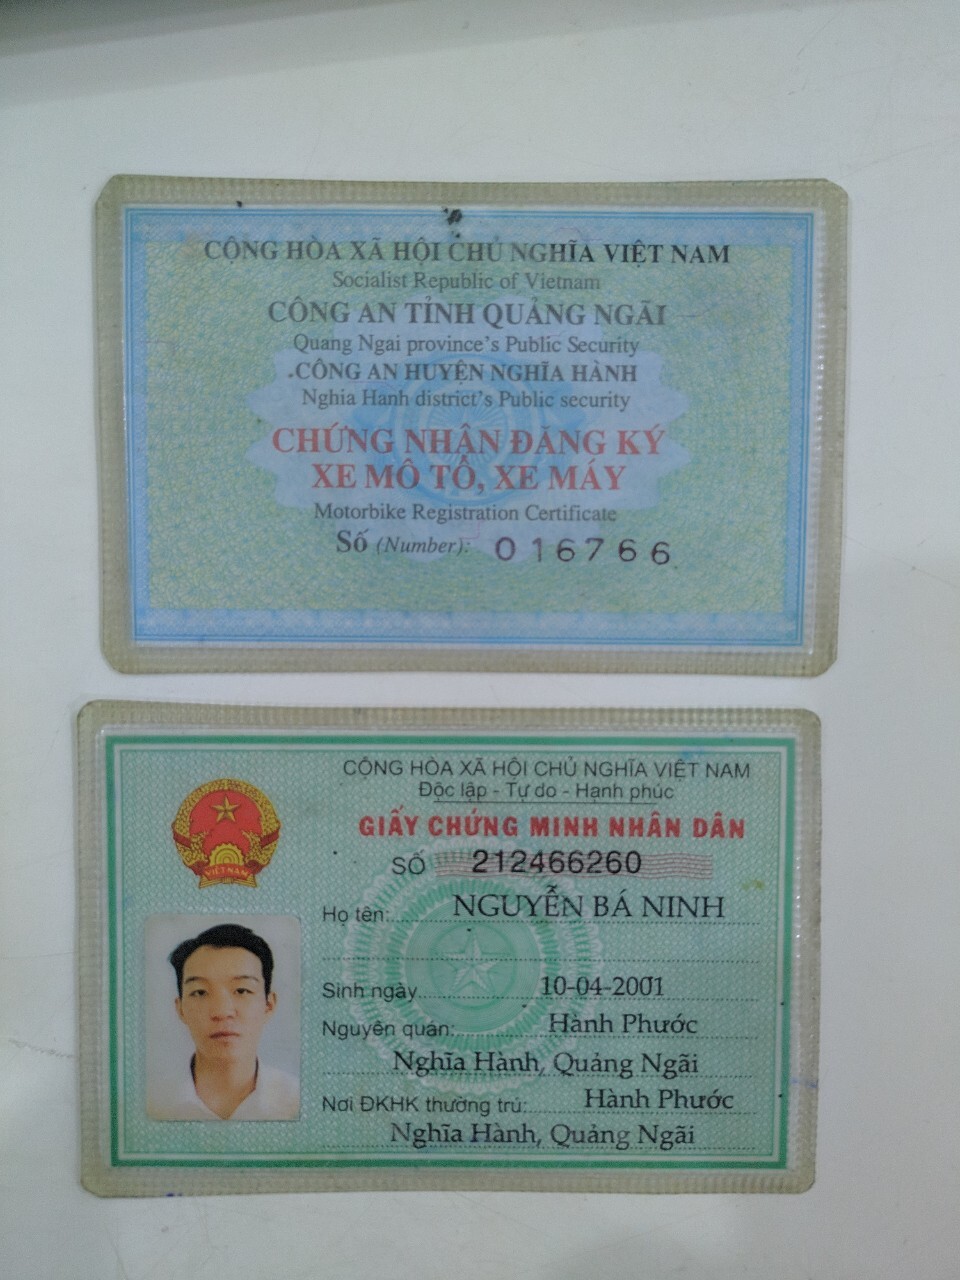 CỘNG HÒA XÃ HỘI CHỦ NGHĨA VIỆT NAM
Socialist Republic of Vietnam
CÔNG AN TỈNH QUẢNG NGÃI
Quang Ngai province's Public Security
CÔNG AN HUYỆN NGHĨA HÀNH
Nghia Hanh district's Public security
CHỨNG NHẬN ĐĂNG KÝ
XE MÔ TÔ, XE MÁY
Motorbike Registration Certificate
Số (Number): 016766
CỘNG HÒA XÃ HỘI CHỦ NGHĨA VIỆT NAM
Độc lập - Tự do - Hạnh phúc
GIẤY CHỨNG MINH NHÂN DÂN
SỐ 212466260
VIỆT NAM
Họ tên: NGUYỄN BÁ NINH
Sinh ngày 10-04-2001
Nguyên quán: Hành Phước
Nghĩa Hành, Quảng Ngãi
Nơi ĐKHK thường trú: Hành Phước
Nghĩa Hành, Quảng Ngãi